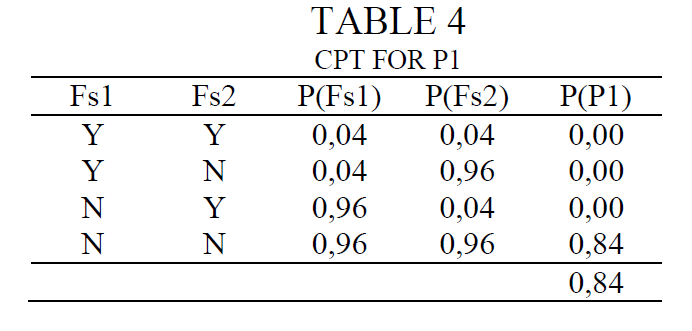 TABLE 4
CPT FOR P1
Fs1 Fs2 P(Fs1) P(Fs2) P(P1)
Y Y 0,04 0,04 0,00
Y N 0,04 0,96 0,00
N Y 0,96 0,04 0,00
N N 0,96 0,96 0,84
0,84